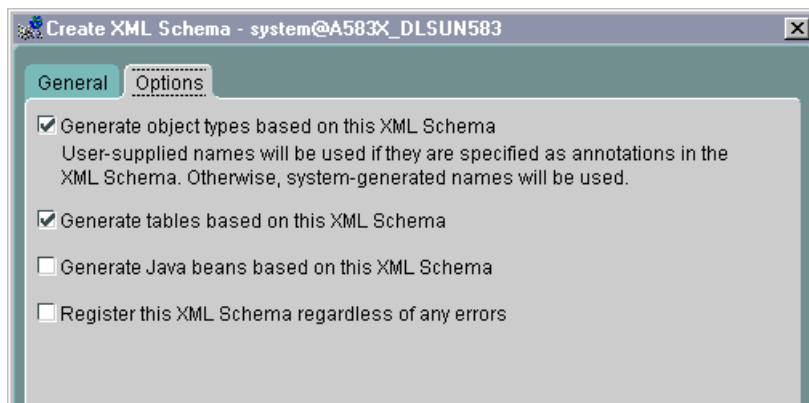 Create XML Schema - system@A583X_DLSUN583
General Options
Generate object types based on this XML Schema
User-supplied names will be used if they are specified as annotations in the
XML Schema. Otherwise, system-generated names will be used.
Generate tables based on this XML Schema
Generate Java beans based on this XML Schema
Register this XML Schema regardless of any errors